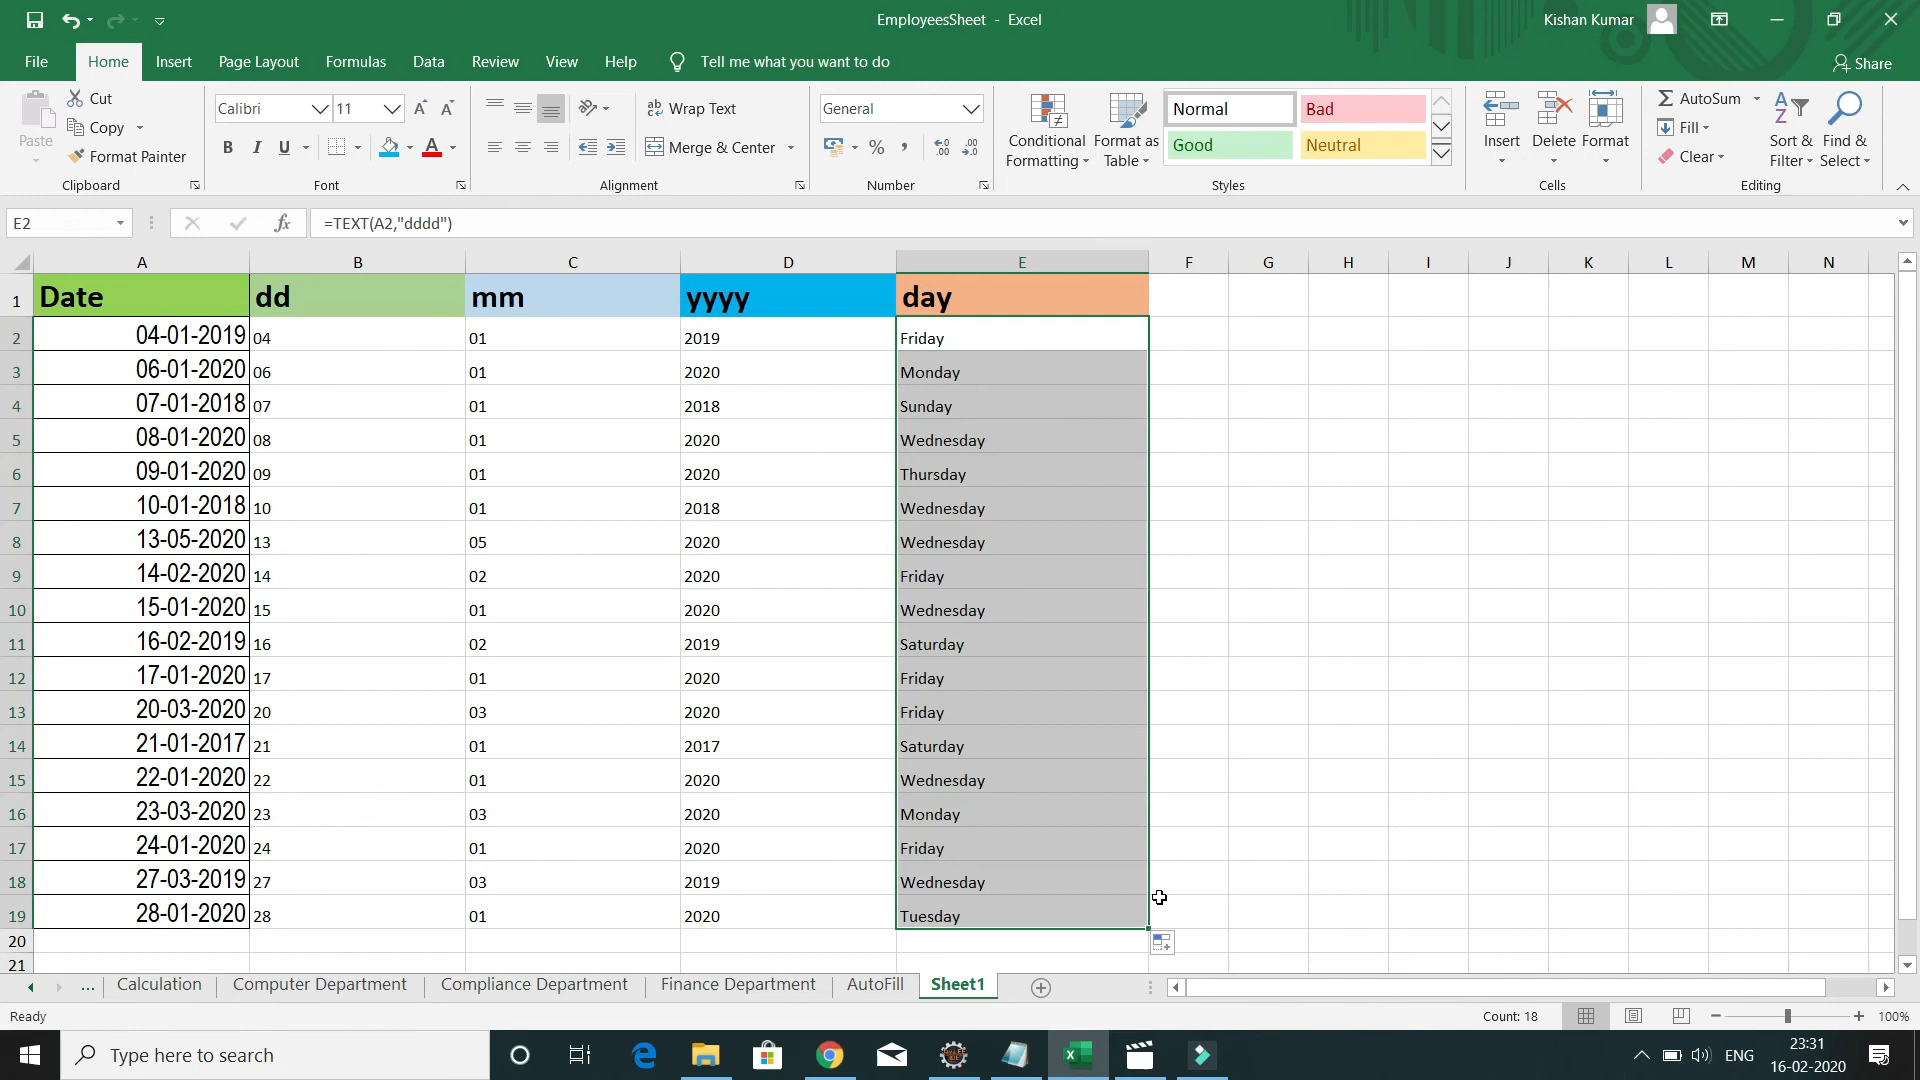 EmployeesSheet - Excel
Kishan Kumar
File Home Insert Page Layout Formulas Data Review View Help Tell me what you want to do Share
Paste
Cut
Copy
Format Painter
Clipboard
Calibri 11
B I U A
Font
Wrap Text
Merge & Center
Alignment
General
% ,
Number
Conditional Formatting
Format as Table
Normal Bad
Good Neutral
Styles
Insert Delete Format
Cells
AutoSum
Fill
Clear
Sort & Filter
Find & Select
Editing
E2 fx =TEXT(A2,"dddd")
A B C D E F G H I J K L M N
1 Date dd mm yyyy day
2 04-01-2019 04 01 2019 Friday
3 06-01-2020 06 01 2020 Monday
4 07-01-2018 07 01 2018 Sunday
5 08-01-2020 08 01 2020 Wednesday
6 09-01-2020 09 01 2020 Thursday
7 10-01-2018 10 01 2018 Wednesday
8 13-05-2020 13 05 2020 Wednesday
9 14-02-2020 14 02 2020 Friday
10 15-01-2020 15 01 2020 Wednesday
11 16-02-2019 16 02 2019 Saturday
12 17-01-2020 17 01 2020 Friday
13 20-03-2020 20 03 2020 Friday
14 21-01-2017 21 01 2017 Saturday
15 22-01-2020 22 01 2020 Wednesday
16 23-03-2020 23 03 2020 Monday
17 24-01-2020 24 01 2020 Friday
18 27-03-2019 27 03 2019 Wednesday
19 28-01-2020 28 01 2020 Tuesday
20
21
... Calculation Computer Department Compliance Department Finance Department AutoFill Sheet1
Ready Count: 18 100%
Type here to search
ENG
23:31
16-02-2020